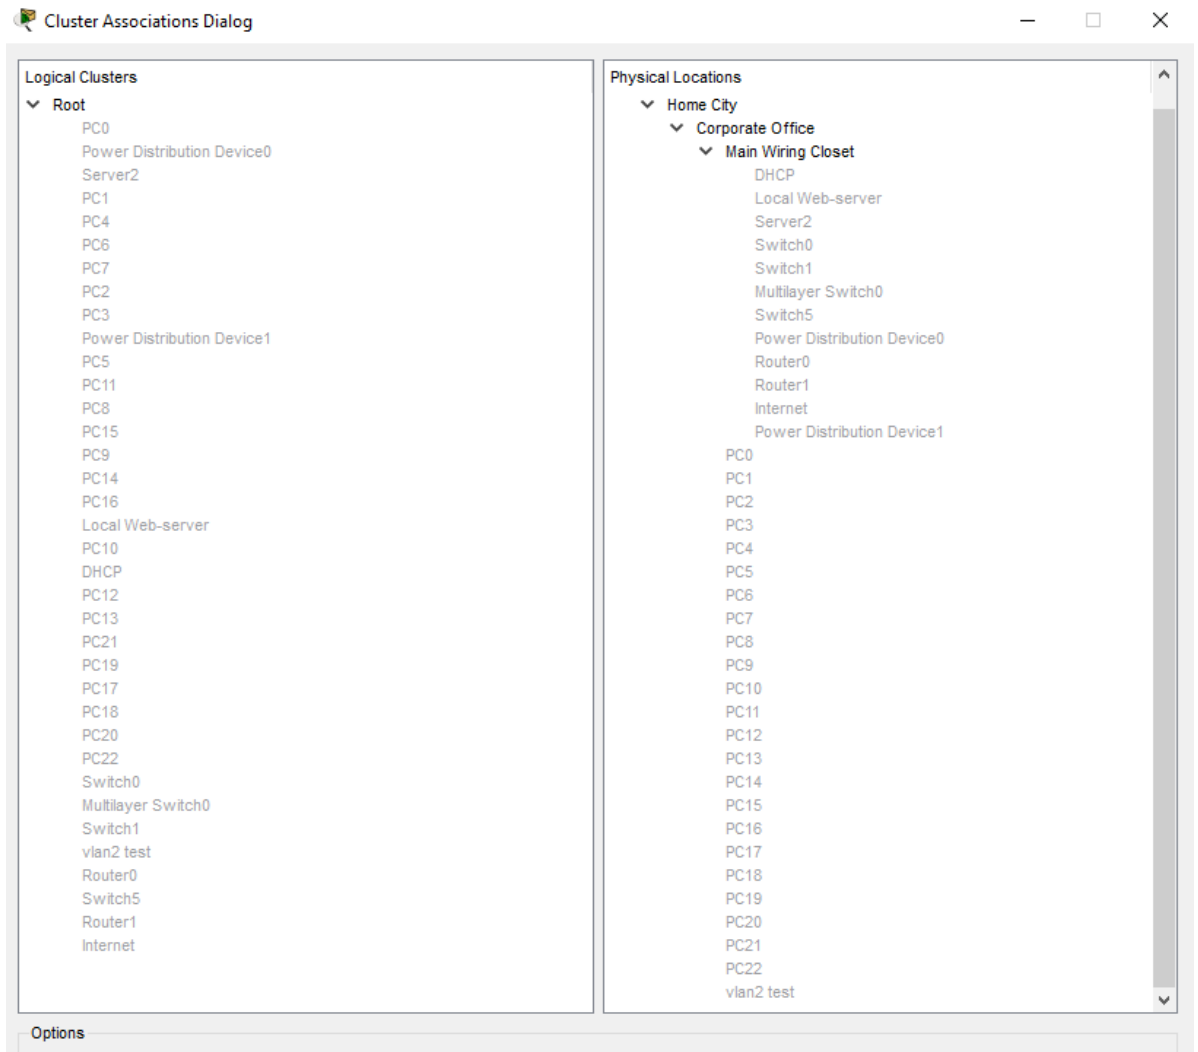 Cluster Associations Dialog
Logical Clusters
Root
PC0
Power Distribution Device0
Server2
PC1
PC4
PC6
PC7
PC2
PC3
Power Distribution Device1
PC5
PC11
PC8
PC15
PC9
PC14
PC16
Local Web-server
PC10
DHCP
PC12
PC13
PC21
PC19
PC17
PC18
PC20
PC22
Switch0
Multilayer Switch0
Switch1
vlan2 test
Router0
Switch5
Router1
Internet
Physical Locations
Home City
Corporate Office
Main Wiring Closet
DHCP
Local Web-server
Server2
Switch0
Switch1
Multilayer Switch0
Switch5
Power Distribution Device0
Router0
Router1
Internet
Power Distribution Device1
PC0
PC1
PC2
PC3
PC4
PC5
PC6
PC7
PC8
PC9
PC10
PC11
PC12
PC13
PC14
PC15
PC16
PC17
PC18
PC19
PC20
PC21
PC22
vlan2 test
Options